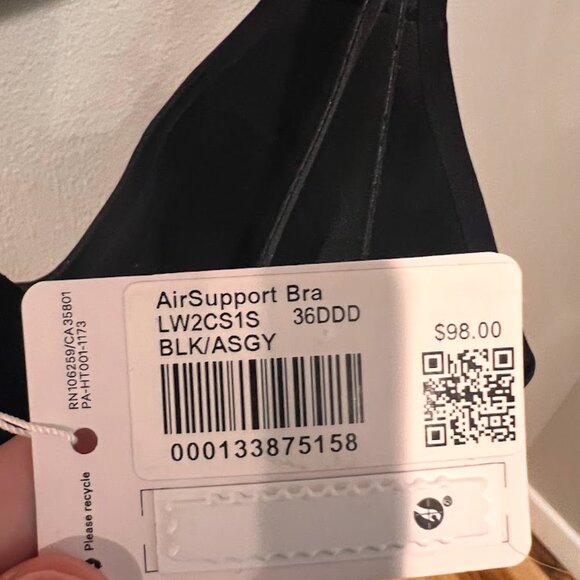 AirSupport Bra
LW2CS1S 36DDD
BLK/ASGY
$98.00
000133875158
RN106259/CA35801
PA-HT001-1173
Please recycle
®